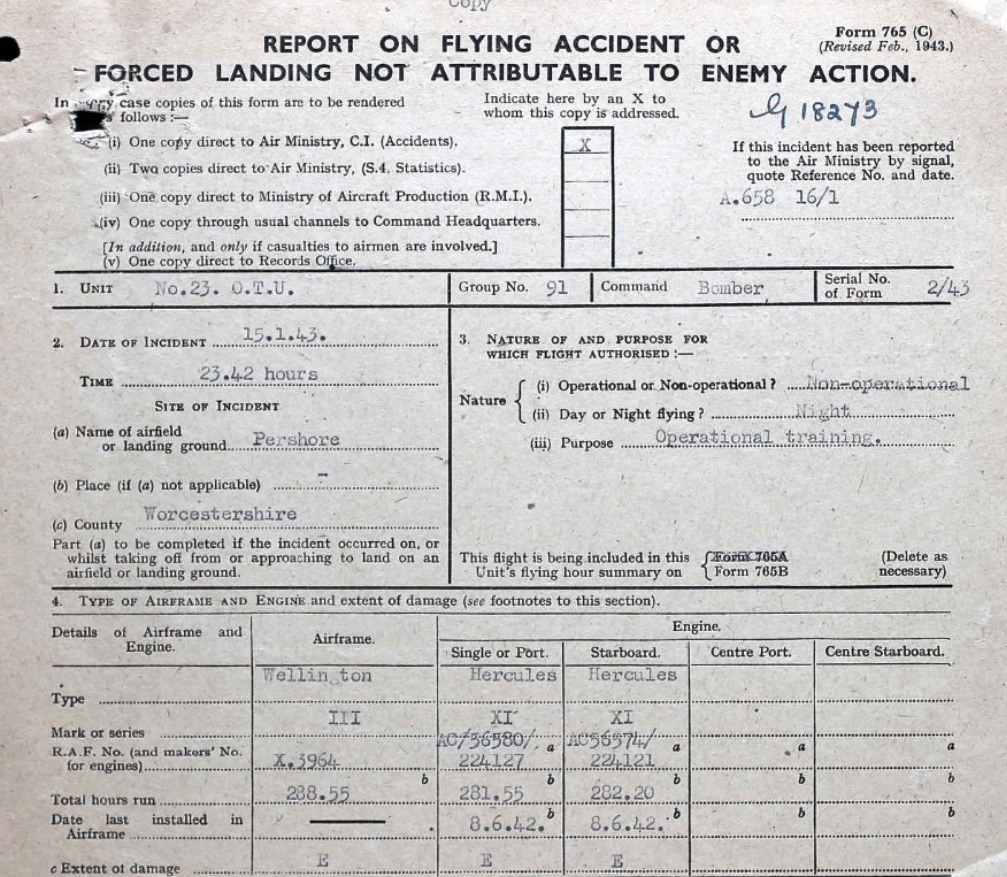 Copy
Form 765 (C)
(Revised Feb., 1943.)
REPORT ON FLYING ACCIDENT OR
FORCED LANDING NOT ATTRIBUTABLE TO ENEMY ACTION.
In case copies of this form are to be rendered
follows :—
Indicate here by an X to
whom this copy is addressed.
G 18273
(i) One copy direct to Air Ministry, C.I. (Accidents). X
(ii) Two copies direct to Air Ministry, (S.4. Statistics).
(iii) One copy direct to Ministry of Aircraft Production (R.M.I.).
(iv) One copy through usual channels to Command Headquarters.
[In addition, and only if casualties to airmen are involved.]
(v) One copy direct to Records Office.
If this incident has been reported
to the Air Ministry by signal,
quote Reference No. and date.
A.658 16/1
1. UNIT No.23. O.T.U. Group No. 91 Command Bomber Serial No. of Form 2/43
2. DATE OF INCIDENT 15.1.43.
TIME 23.42 hours
SITE OF INCIDENT
(a) Name of airfield
or landing ground Pershore
(b) Place (if (a) not applicable) -
(c) County Worcestershire
Part (a) to be completed if the incident occurred on, or
whilst taking off from or approaching to land on an
airfield or landing ground.
3. NATURE OF AND PURPOSE FOR
WHICH FLIGHT AUTHORISED :—
Nature
(i) Operational or Non-operational ? Non-operational
(ii) Day or Night flying ? Night
(iii) Purpose Operational training.
This flight is being included in this
Unit's flying hour summary on
Form 765A
Form 765B
(Delete as
necessary)
4. TYPE OF AIRFRAME AND ENGINE and extent of damage (see footnotes to this section).
Details of Airframe and
Engine.
Airframe.
Engine.
Single or Port. Starboard. Centre Port. Centre Starboard.
Type Wellington Hercules Hercules
Mark or series III XI XI
R.A.F. No. (and makers' No.
for engines) X.3964 AC/56580/ a 224127 AC56574/ a 224121 a a
Total hours run 288.55 b 281.55 b 282.20 b b b
Date last installed in
Airframe — 8.6.42. b 8.6.42. b b b
c Extent of damage E E E